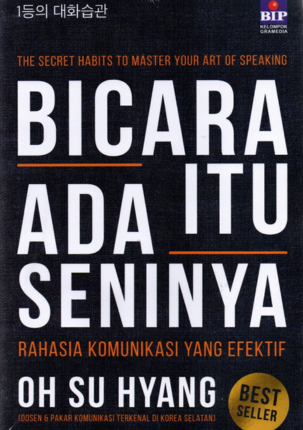 1등의 대화습관
BIP
KELOMPOK
GRAMEDIA
THE SECRET HABITS TO MASTER YOUR ART OF SPEAKING
BICARA
ITU
ADA
SENINYA
RAHASIA KOMUNIKASI YANG EFEKTIF
OH SU HYANG
(DOSEN & PAKAR KOMUNIKASI TERKENAL DI KOREA SELATAN)
BEST
SELLER